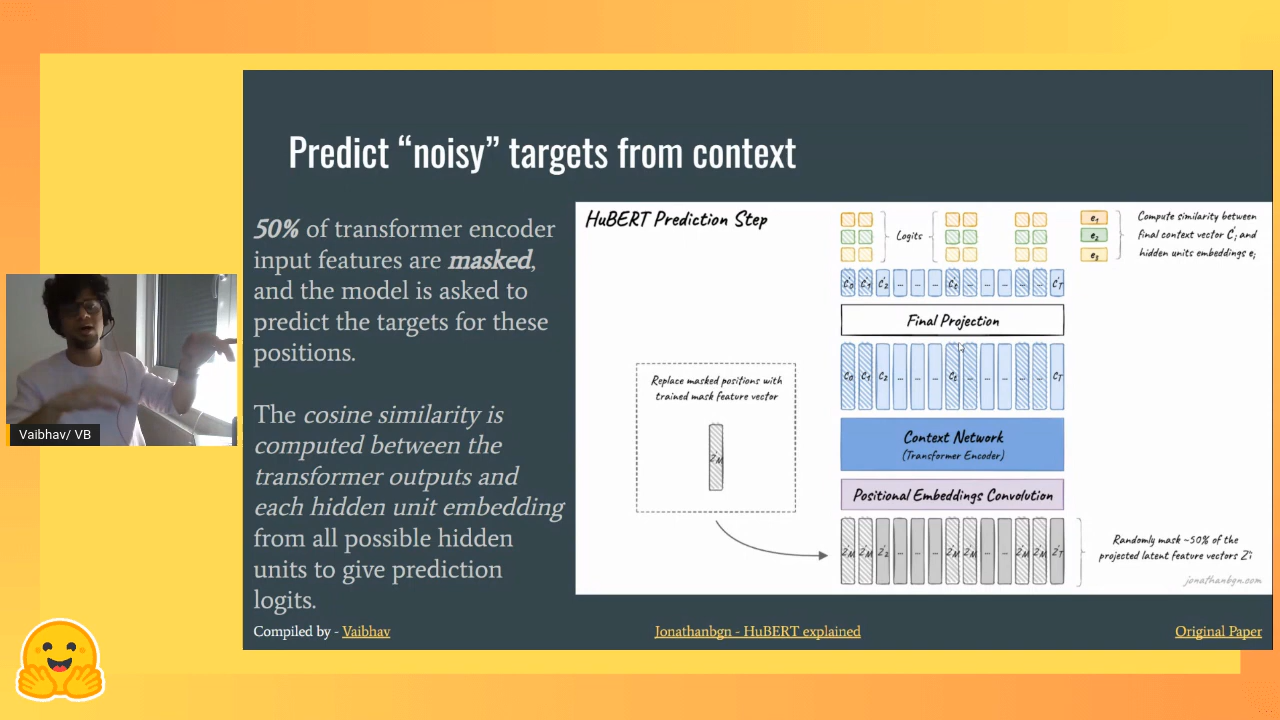 Predict “noisy” targets from context
50% of transformer encoder
input features are masked,
and the model is asked to
predict the targets for these
positions.
The cosine similarity is
computed between the
transformer outputs and
each hidden unit embedding
from all possible hidden
units to give prediction
logits.
HuBERT Prediction Step
Logits
e₁
e₂
e₃
Compute similarity between
final context vector C'ᵢ and
hidden units embeddings eⱼ
C'₀ C'₁ C'₂ ... ... ... C'ₜ ... ... ... ... ... C'T
Final Projection
Replace masked positions with
trained mask feature vector
ZM
C₀ C₁ C₂ ... ... ... Cₜ ... ... ... ... ... CT
Context Network
(Transformer Encoder)
Positional Embeddings Convolution
ZM ZM Z'₂ ... ... ... ZM ZM ... ... ZM ZM Z'T
Randomly mask ~50% of the
projected latent feature vectors Z'ᵢ
jonathanbgn.com
Vaibhav/ VB
Compiled by - Vaibhav
Jonathanbgn - HuBERT explained
Original Paper